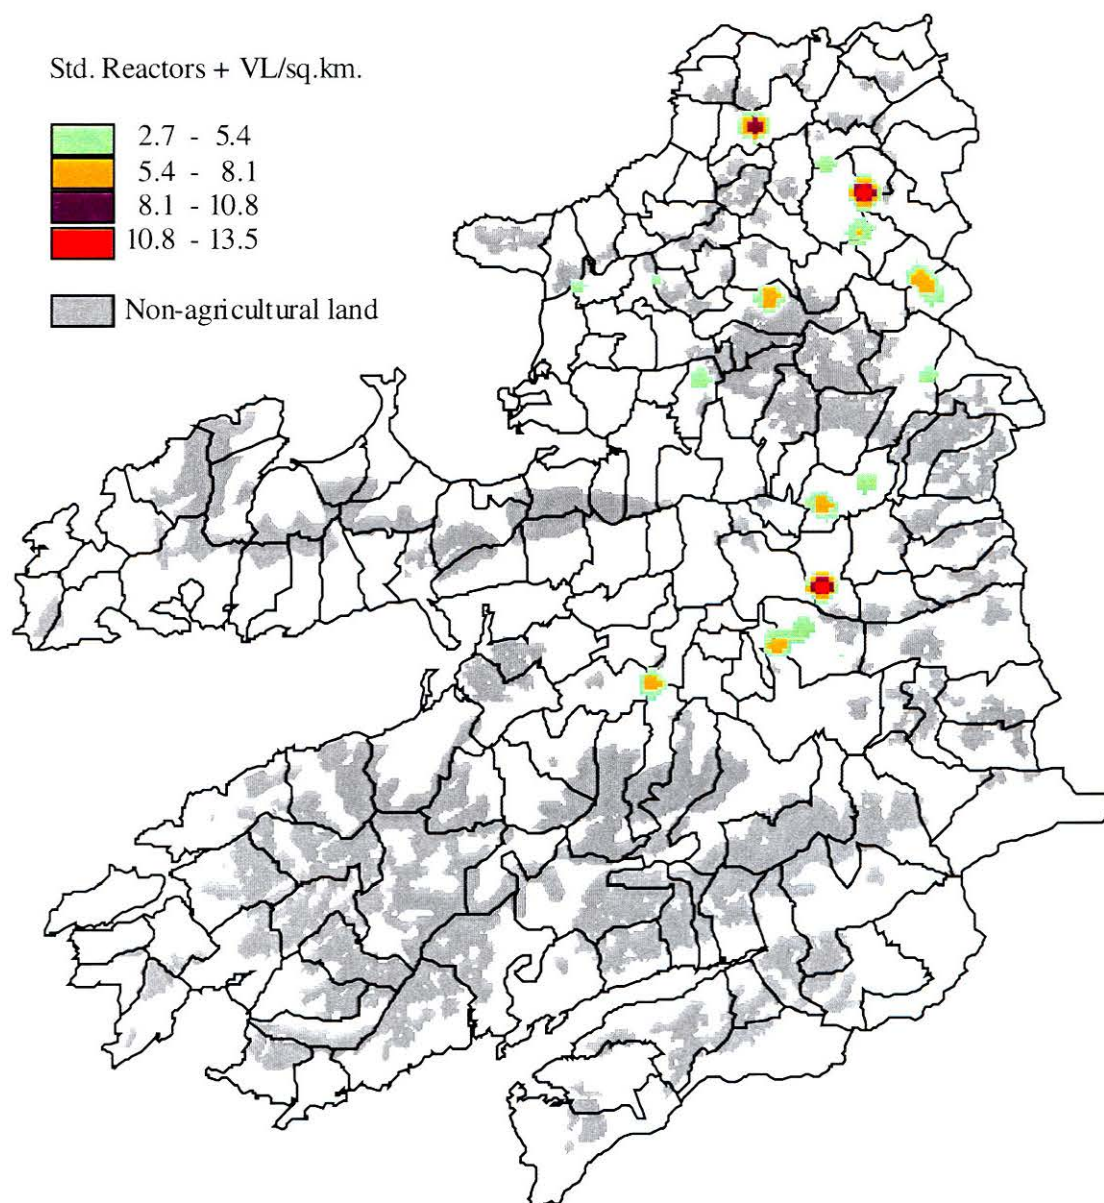 Std. Reactors + VL/sq.km.
2.7 - 5.4
5.4 - 8.1
8.1 - 10.8
10.8 - 13.5
Non-agricultural land